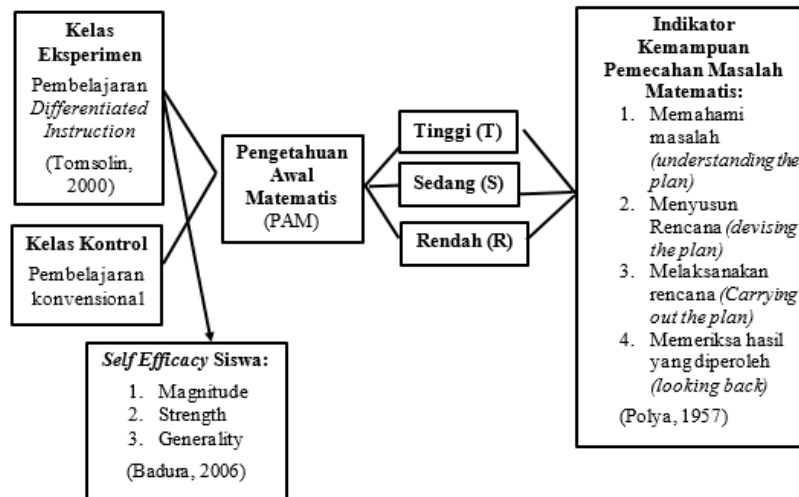 Kelas
Eksperimen
Pembelajaran
Differentiated
Instruction
(Tomsolin,
2000)
Kelas Kontrol
Pembelajaran
konvensional
Self Efficacy Siswa:
1. Magnitude
2. Strength
3. Generality
(Badura, 2006)
Pengetahuan
Awal
Matematis
(PAM)
Tinggi (T)
Sedang (S)
Rendah (R)
Indikator
Kemampuan
Pemecahan Masalah
Matematis:
1. Memahami
masalah
(understanding the
plan)
2. Menyusun
Rencana (devising
the plan)
3. Melaksanakan
rencana (Carrying
out the plan)
4. Memeriksa hasil
yang diperoleh
(looking back)
(Polya, 1957)